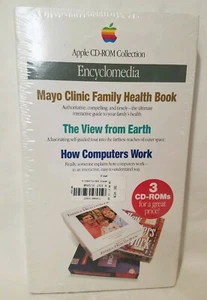 Apple CD-ROM Collection
Encyclomedia
Mayo Clinic Family Health Book
Authoritative, compelling, and timely—the ultimate
interactive guide to your family's health.
The View from Earth
A fascinating self-guided tour into the farthest reaches of outer space
How Computers Work
Finally someone explains how computers work—
in an interactive, easy-to-understand way.
3
CD-ROMs
for a great
price!